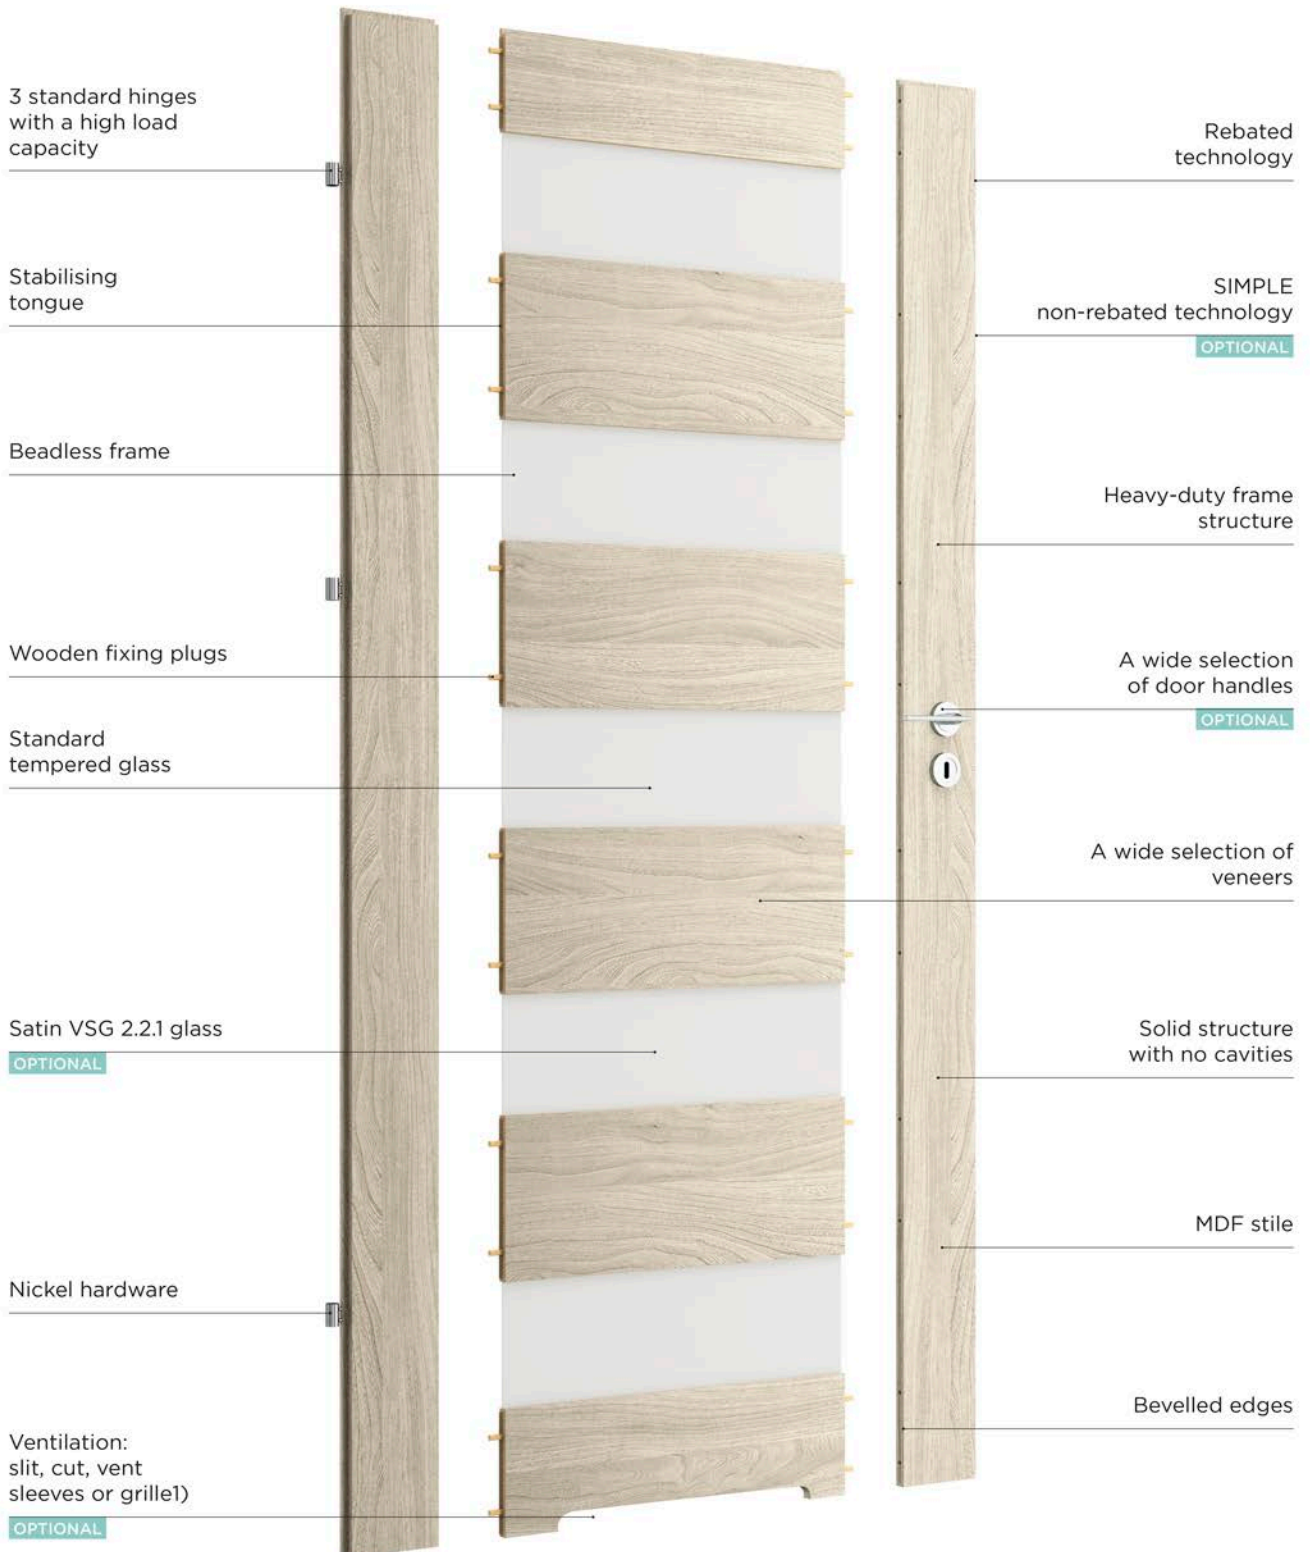 3 standard hinges
with a high load
capacity
Stabilising
tongue
Beadless frame
Wooden fixing plugs
Standard
tempered glass
Satin VSG 2.2.1 glass
OPTIONAL
Nickel hardware
Ventilation:
slit, cut, vent
sleeves or grille1)
OPTIONAL
Rebated
technology
SIMPLE
non-rebated technology
OPTIONAL
Heavy-duty frame
structure
A wide selection
of door handles
OPTIONAL
A wide selection of
veneers
Solid structure
with no cavities
MDF stile
Bevelled edges